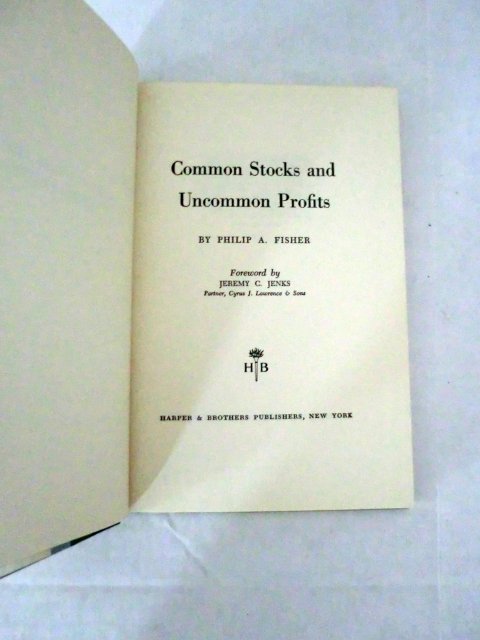 Common Stocks and
Uncommon Profits
BY PHILIP A. FISHER
Foreword by
JEREMY C. JENKS
Partner, Cyrus J. Lawrence & Sons
H B
HARPER & BROTHERS PUBLISHERS, NEW YORK